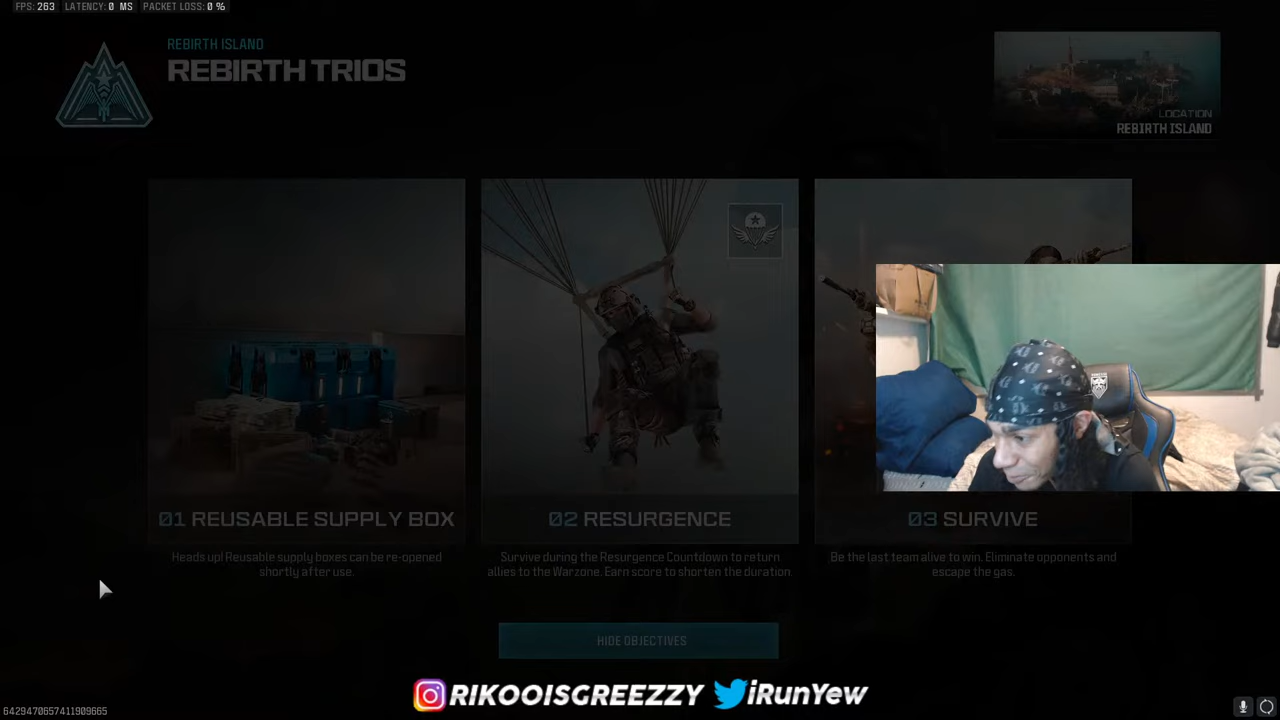 FPS: 263 LATENCY: 0 MS PACKET LOSS: 0 %
REBIRTH ISLAND
REBIRTH TRIOS
LOCATION
REBIRTH ISLAND
01 REUSABLE SUPPLY BOX
Heads up! Reusable supply boxes can be re-opened
shortly after use.
02 RESURGENCE
Survive during the Resurgence Countdown to return
allies to the Warzone. Earn score to shorten the duration.
03 SURVIVE
Be the last team alive to win. Eliminate opponents and
escape the gas.
HIDE OBJECTIVES
RIKOOISGREEZZY iRunYew
6429470657411909665